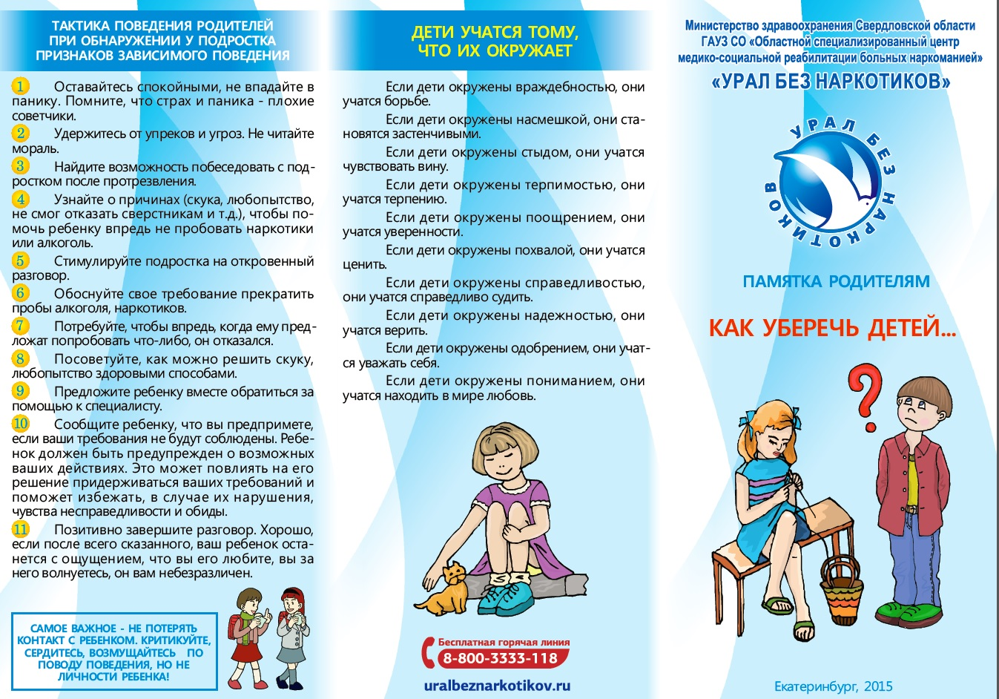 ТАКТИКА ПОВЕДЕНИЯ РОДИТЕЛЕЙ
ПРИ ОБНАРУЖЕНИИ У ПОДРОСТКА
ПРИЗНАКОВ ЗАВИСИМОГО ПОВЕДЕНИЯ
1 Оставайтесь спокойными, не впадайте в
панику. Помните, что страх и паника - плохие
советчики.
2 Удержитесь от упреков и угроз. Не читайте
мораль.
3 Найдите возможность побеседовать с под-
ростком после протрезвления.
4 Узнайте о причинах (скука, любопытство,
не смог отказать сверстникам и т.д.), чтобы по-
мочь ребенку впредь не пробовать наркотики
или алкоголь.
5 Стимулируйте подростка на откровенный
разговор.
6 Обоснуйте свое требование прекратить
пробы алкоголя, наркотиков.
7 Потребуйте, чтобы впредь, когда ему пред-
ложат попробовать что-либо, он отказался.
8 Посоветуйте, как можно решить скуку,
любопытство здоровыми способами.
9 Предложите ребенку вместе обратиться за
помощью к специалисту.
10 Сообщите ребенку, что вы предпримете,
если ваши требования не будут соблюдены. Ребе-
нок должен быть предупрежден о возможных
ваших действиях. Это может повлиять на его
решение придерживаться ваших требований и
поможет избежать, в случае их нарушения,
чувства несправедливости и обиды.
11 Позитивно завершите разговор. Хорошо,
если после всего сказанного, ваш ребенок оста-
нется с ощущением, что вы его любите, вы за
него волнуетесь, он вам небезразличен.
САМОЕ ВАЖНОЕ - НЕ ПОТЕРЯТЬ
КОНТАКТ С РЕБЕНКОМ. КРИТИКУЙТЕ,
СЕРДИТЕСЬ, ВОЗМУЩАЙТЕСЬ ПО
ПОВОДУ ПОВЕДЕНИЯ, НО НЕ
ЛИЧНОСТИ РЕБЕНКА!
ДЕТИ УЧАТСЯ ТОМУ,
ЧТО ИХ ОКРУЖАЕТ
Если дети окружены враждебностью, они
учатся борьбе.
Если дети окружены насмешкой, они ста-
новятся застенчивыми.
Если дети окружены стыдом, они учатся
чувствовать вину.
Если дети окружены терпимостью, они
учатся терпению.
Если дети окружены поощрением, они
учатся уверенности.
Если дети окружены похвалой, они учатся
ценить.
Если дети окружены справедливостью,
они учатся справедливо судить.
Если дети окружены надежностью, они
учатся верить.
Если дети окружены одобрением, они учат-
ся уважать себя.
Если дети окружены пониманием, они
учатся находить в мире любовь.
Бесплатная горячая линия
8-800-3333-118
uralbeznarkotikov.ru
Министерство здравоохранения Свердловской области
ГАУЗ СО «Областной специализированный центр
медико-социальной реабилитации больных наркоманией»
«УРАЛ БЕЗ НАРКОТИКОВ»
УРАЛ БЕЗ НАРКОТИКОВ
ПАМЯТКА РОДИТЕЛЯМ
КАК УБЕРЕЧЬ ДЕТЕЙ...
?
Екатеринбург, 2015